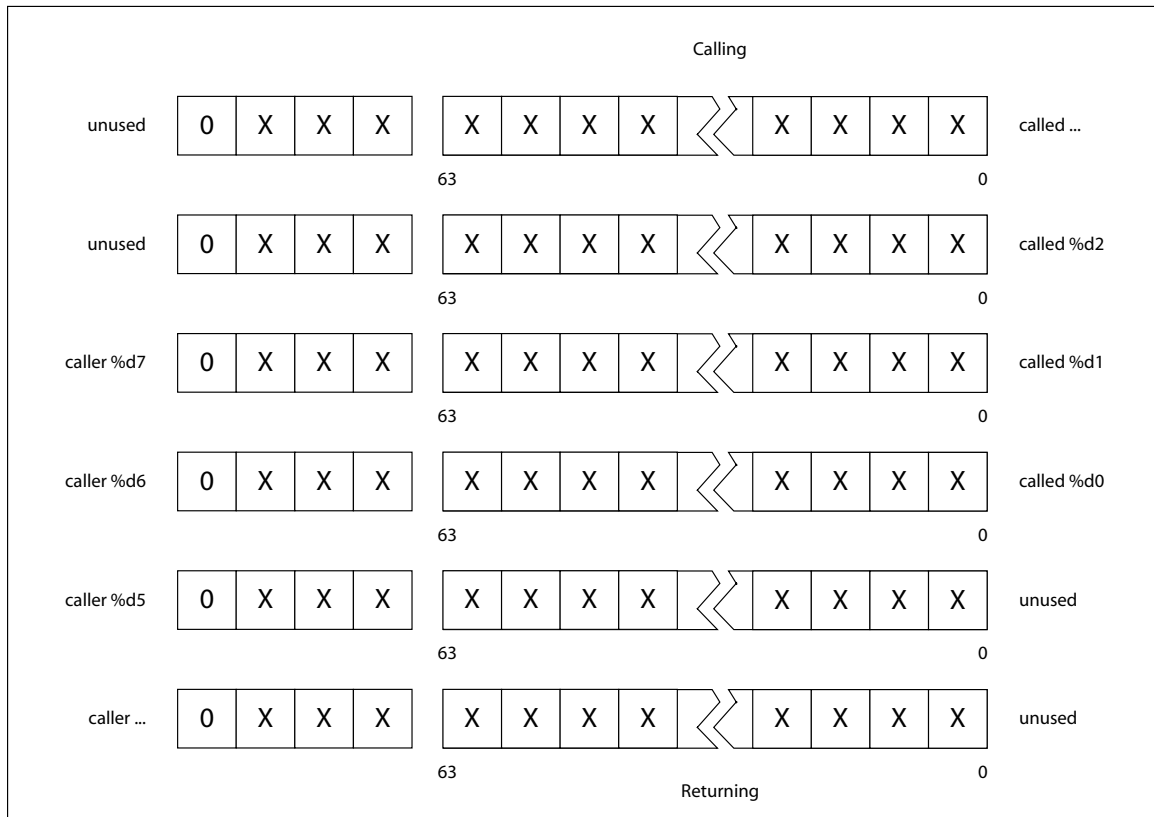 Calling
unused 0 X X X X X X X X X X X called ...
63 0
unused 0 X X X X X X X X X X X called %d2
63 0
caller %d7 0 X X X X X X X X X X X called %d1
63 0
caller %d6 0 X X X X X X X X X X X called %d0
63 0
caller %d5 0 X X X X X X X X X X X unused
63 0
caller ... 0 X X X X X X X X X X X unused
63 0
Returning